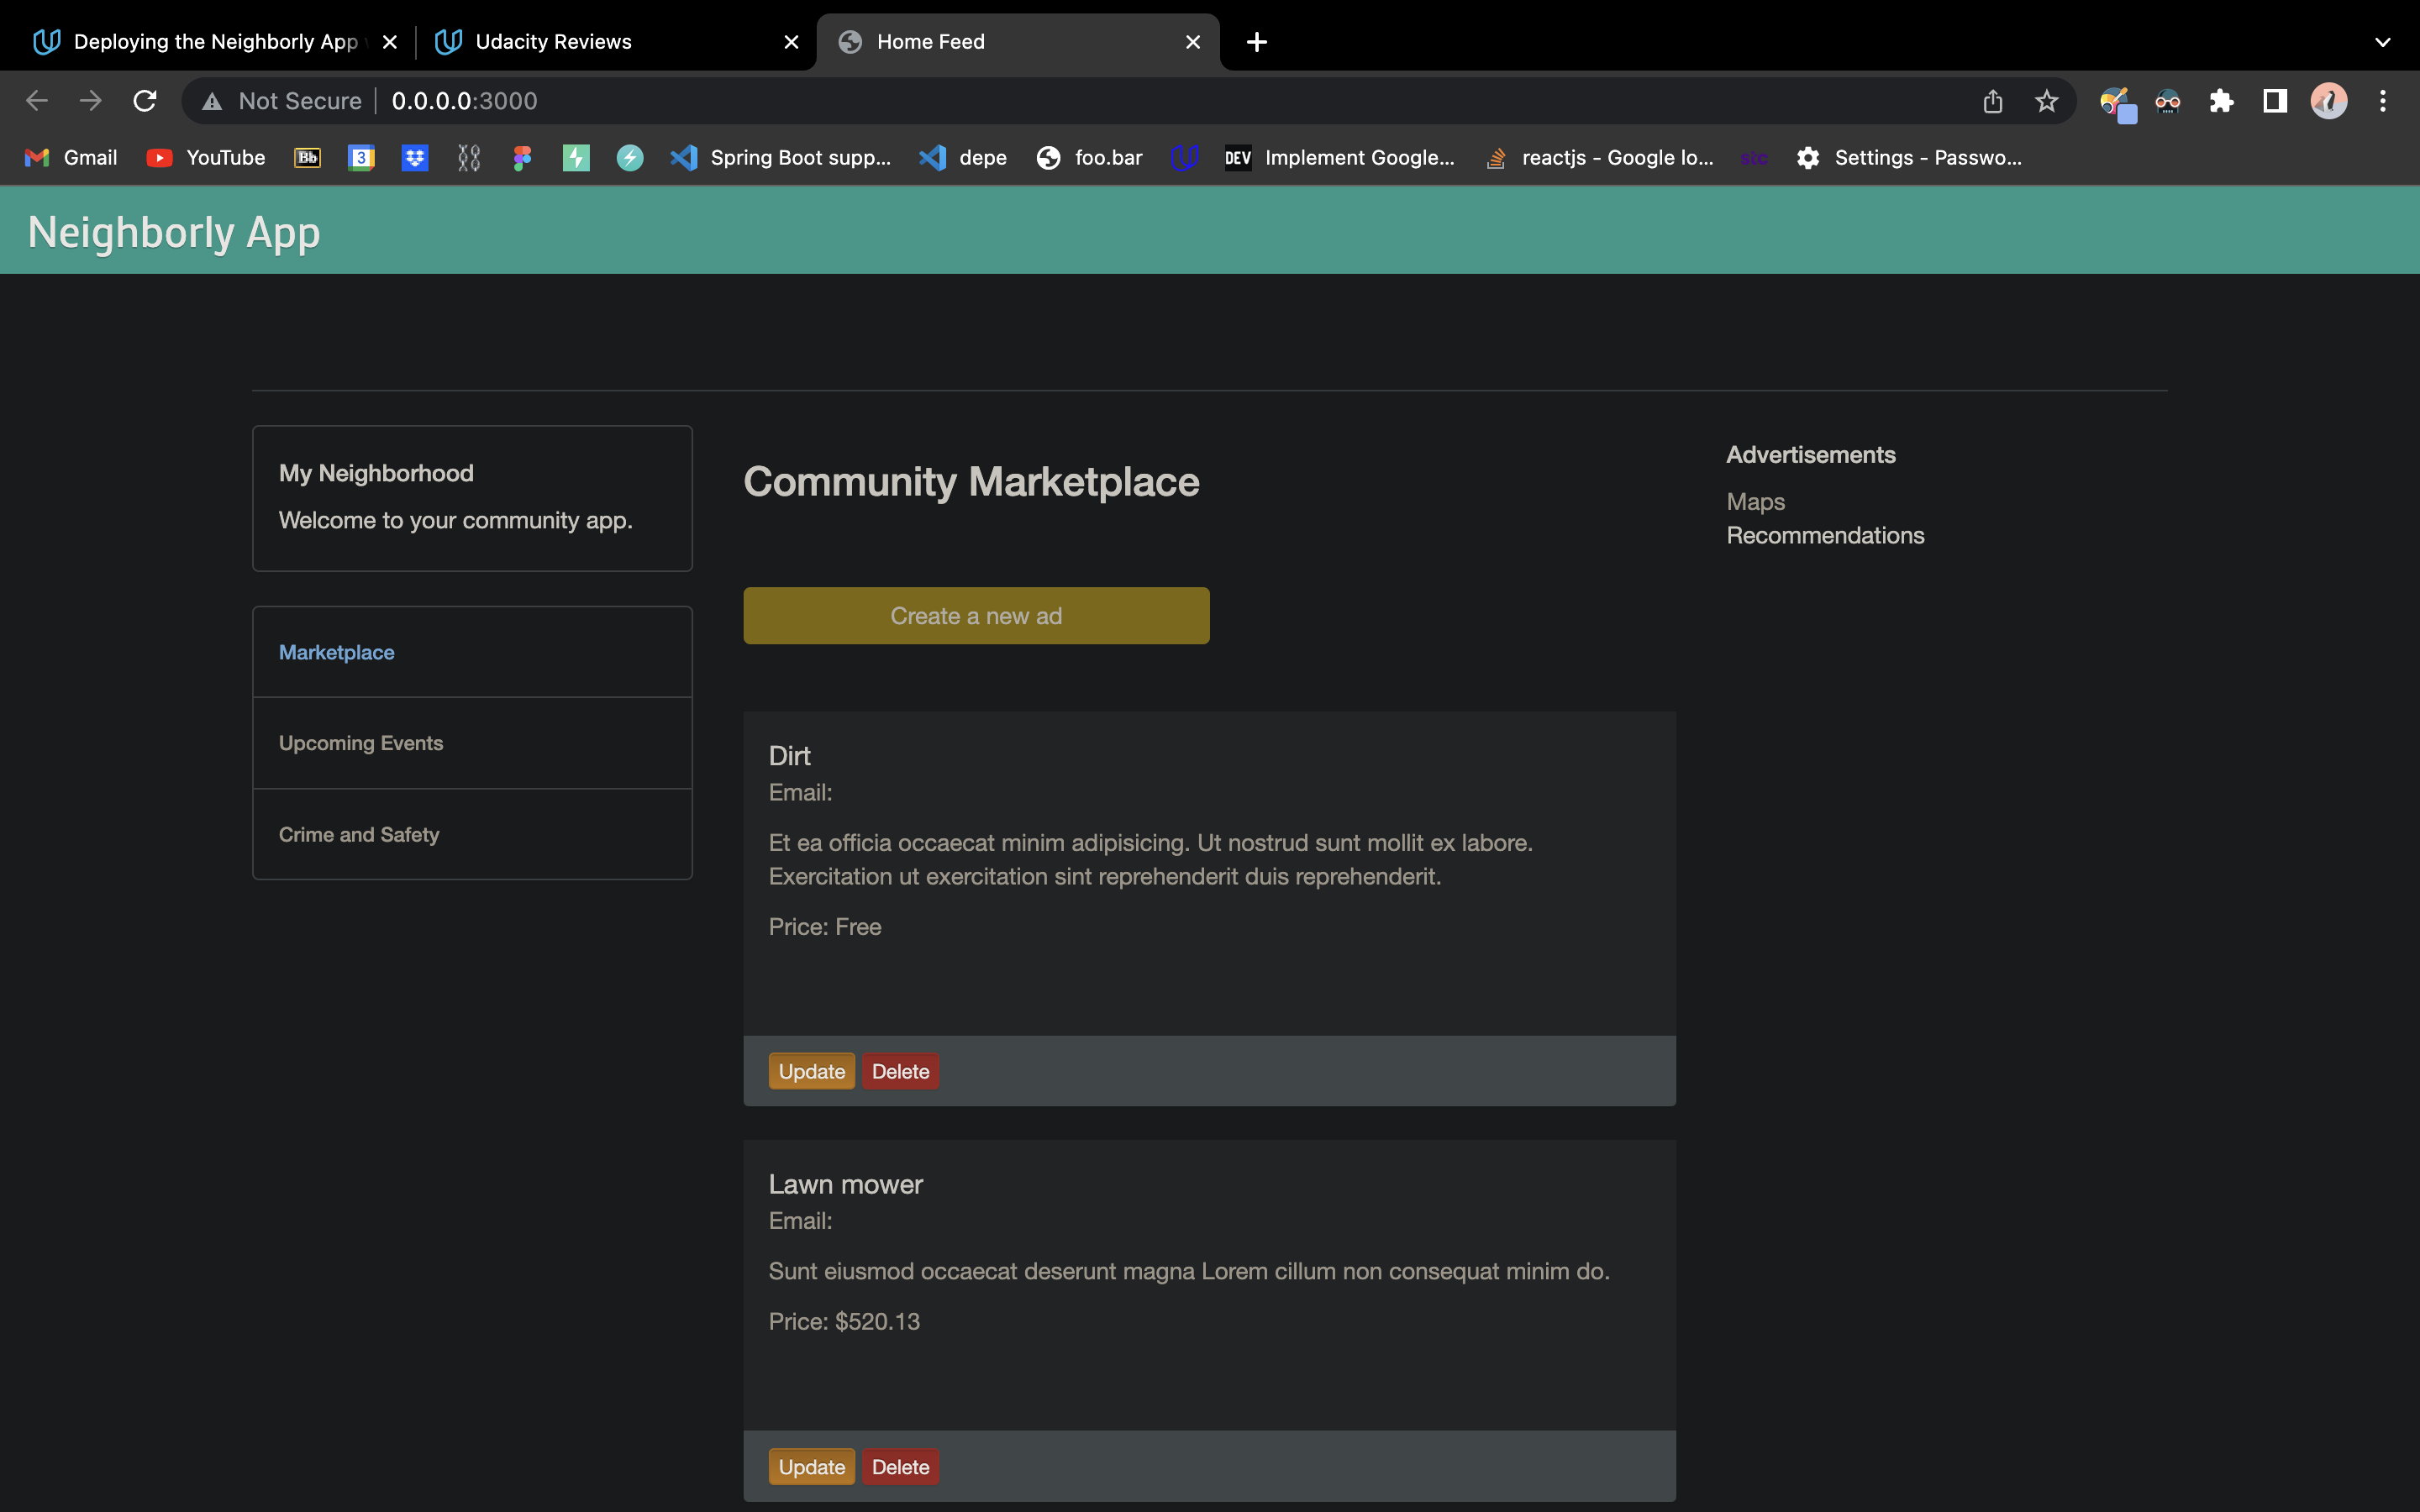 Deploying the Neighborly App
Udacity Reviews
Home Feed
Not Secure
0.0.0.0:3000
Gmail
YouTube
Bb
3
Spring Boot supp...
depe
foo.bar
DEV
Implement Google...
reactjs - Google lo...
stc
Settings - Passwo...
Neighborly App
My Neighborhood
Welcome to your community app.
Marketplace
Upcoming Events
Crime and Safety
Community Marketplace
Create a new ad
Dirt
Email:
Et ea officia occaecat minim adipisicing. Ut nostrud sunt mollit ex labore.
Exercitation ut exercitation sint reprehenderit duis reprehenderit.
Price: Free
Update
Delete
Lawn mower
Email:
Sunt eiusmod occaecat deserunt magna Lorem cillum non consequat minim do.
Price: $520.13
Update
Delete
Advertisements
Maps
Recommendations